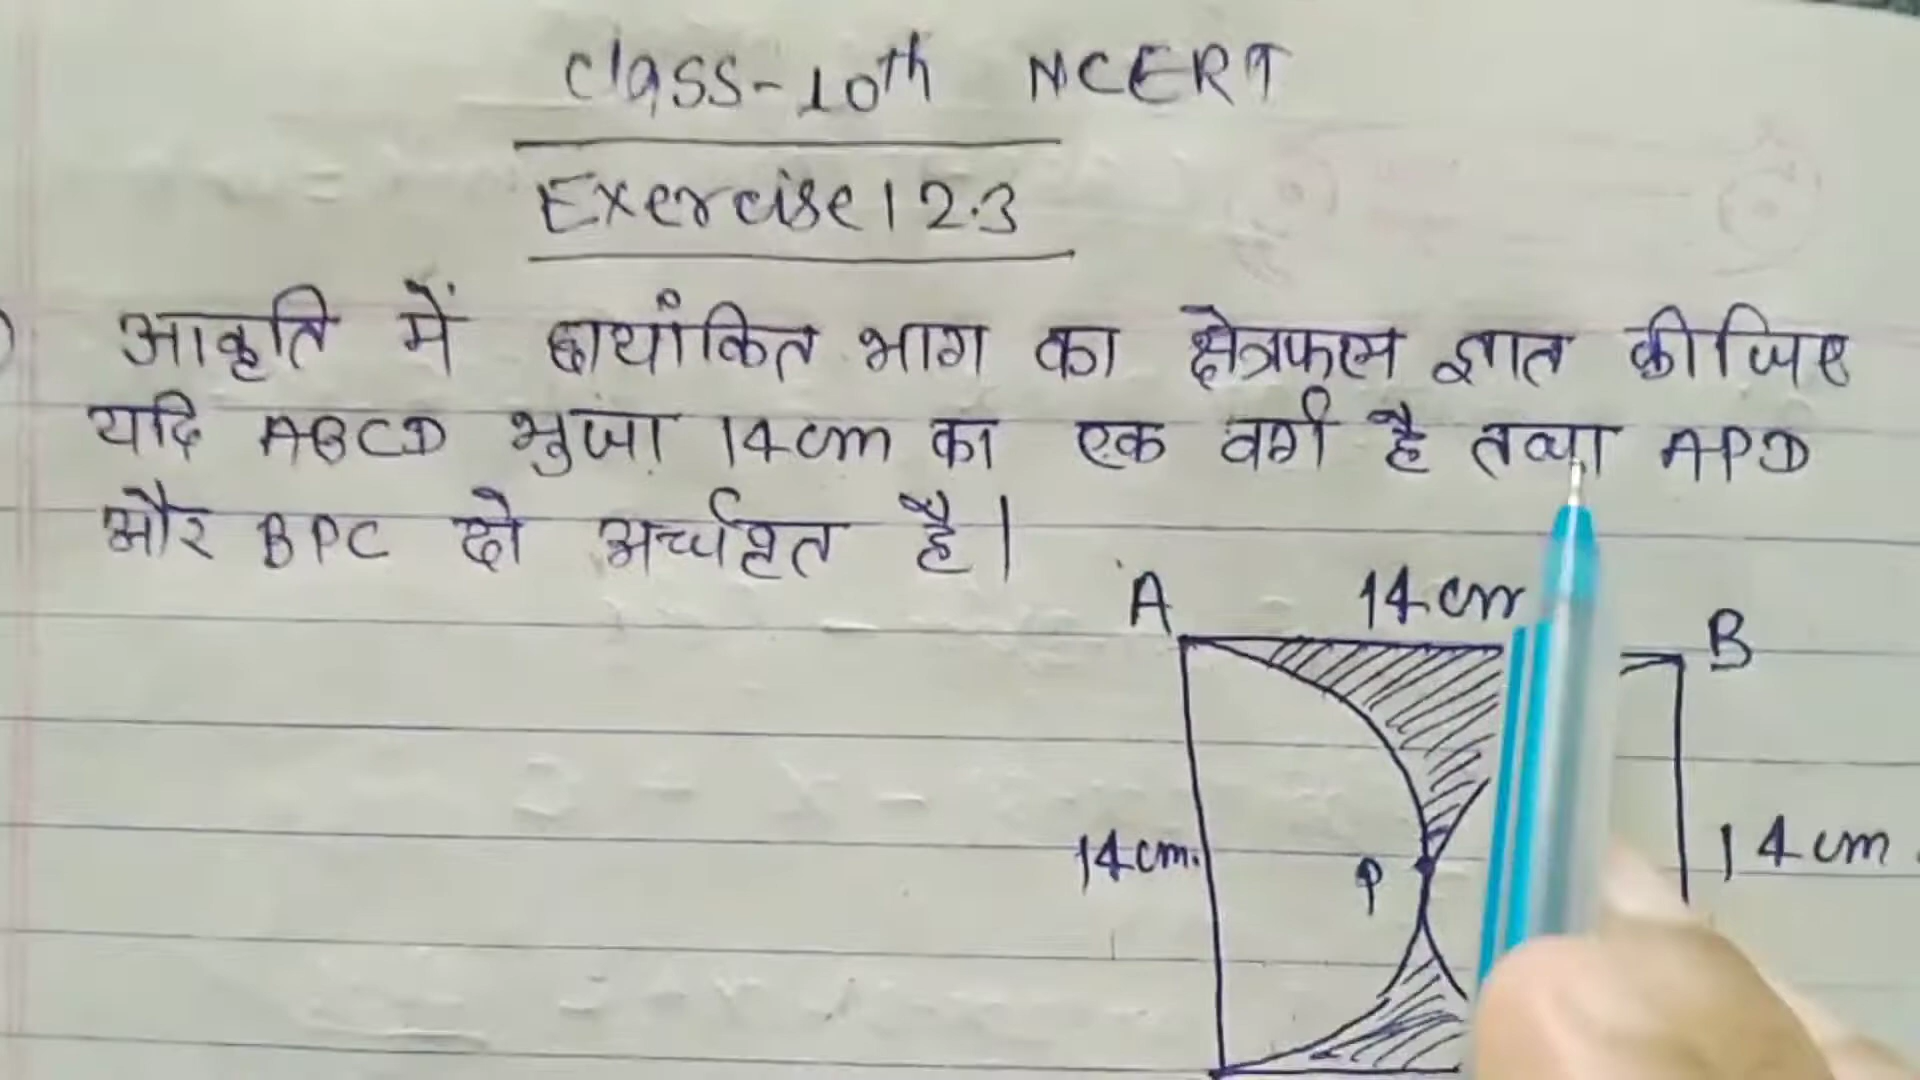 Class-10th NCERT
Exercise 12.3
आकृति में छायांकित भाग का क्षेत्रफल ज्ञात कीजिए
यदि ABCD भुजा 14cm का एक वर्ग है तथा APD
और BPC दो अर्धवृत है।
A 14cm B
14cm. P 14cm